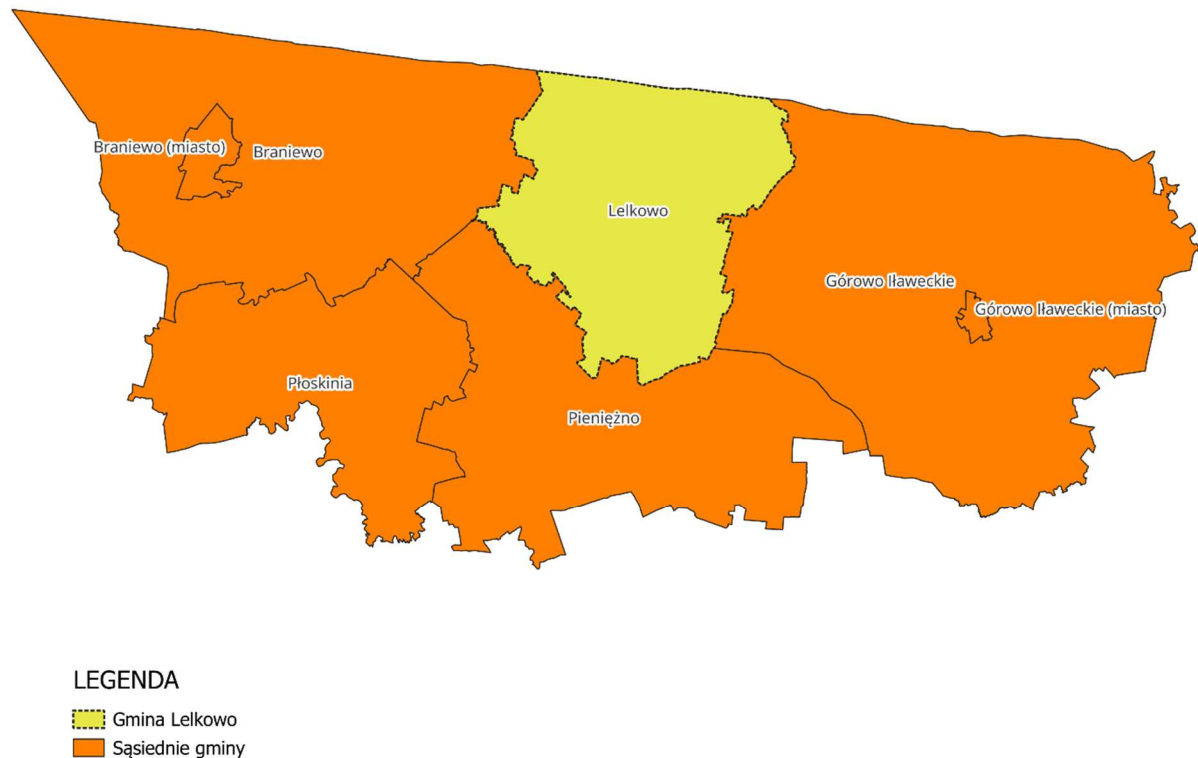 Braniewo (miasto)
Braniewo
Lelkowo
Górowo Iławeckie
Górowo Iławeckie (miasto)
Płoskinia
Pieniężno
LEGENDA
Gmina Lelkowo
Sąsiednie gminy